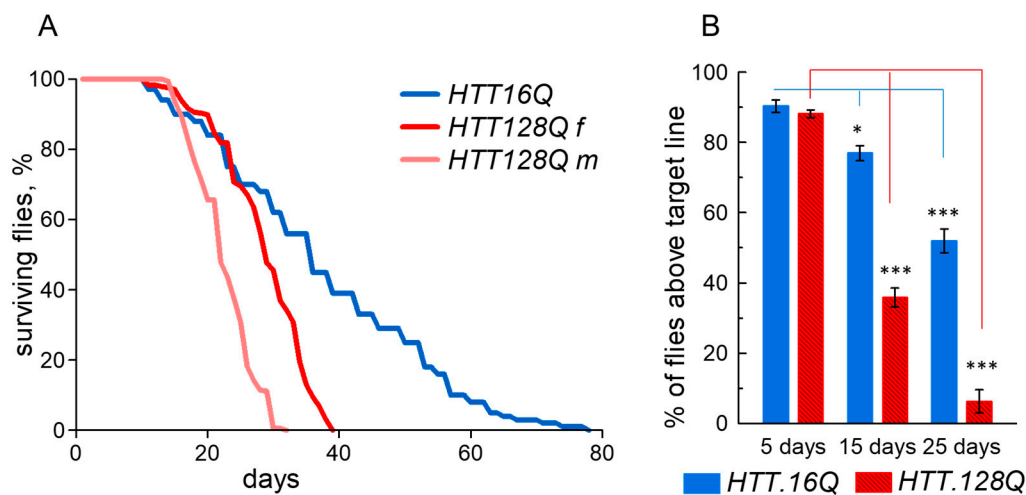 A
surviving flies, %
100
80
60
40
20
0
0
20
40
60
80
days
HTT16Q
HTT128Q f
HTT128Q m
B
% of flies above target line
100
80
60
40
20
0
*
***
***
***
5 days 15 days 25 days
HTT.16Q HTT.128Q